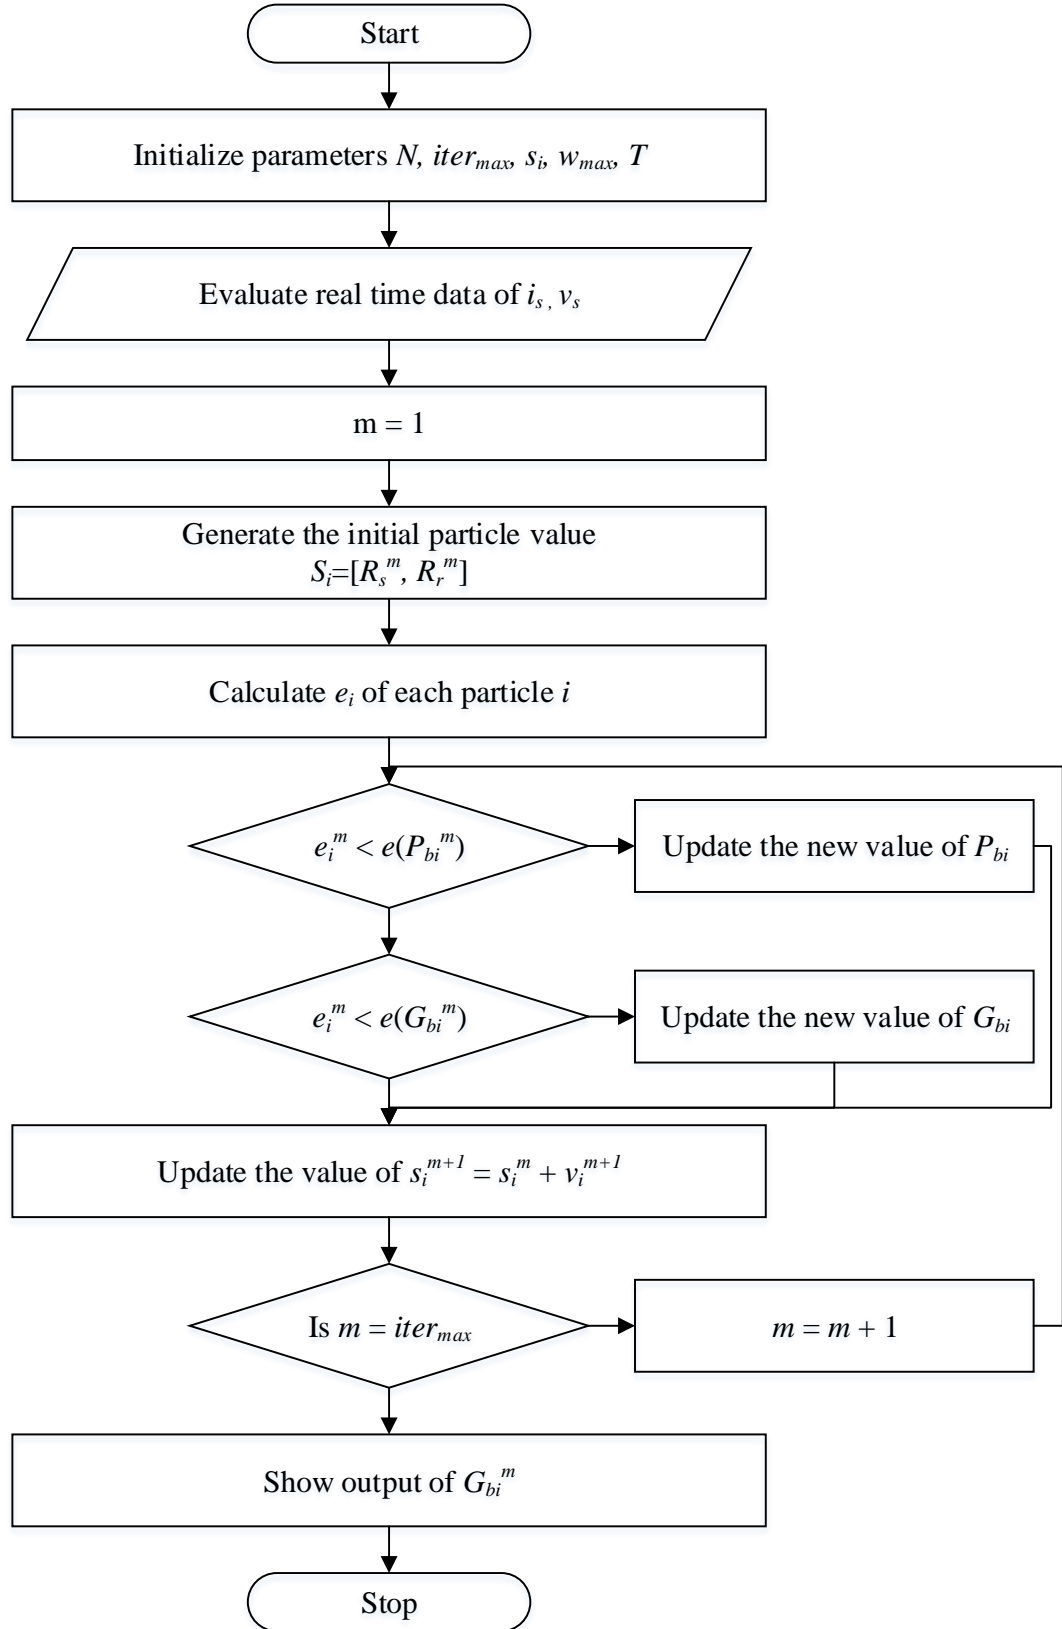 Start
Initialize parameters N, iter_max, s_i, w_max, T
Evaluate real time data of i_s , v_s
m = 1
Generate the initial particle value
S_i=[R_s^m, R_r^m]
Calculate e_i of each particle i
e_i^m < e(P_bi^m)
Update the new value of P_bi
e_i^m < e(G_bi^m)
Update the new value of G_bi
Update the value of s_i^m+1 = s_i^m + v_i^m+1
Is m = iter_max
m = m + 1
Show output of G_bi^m
Stop